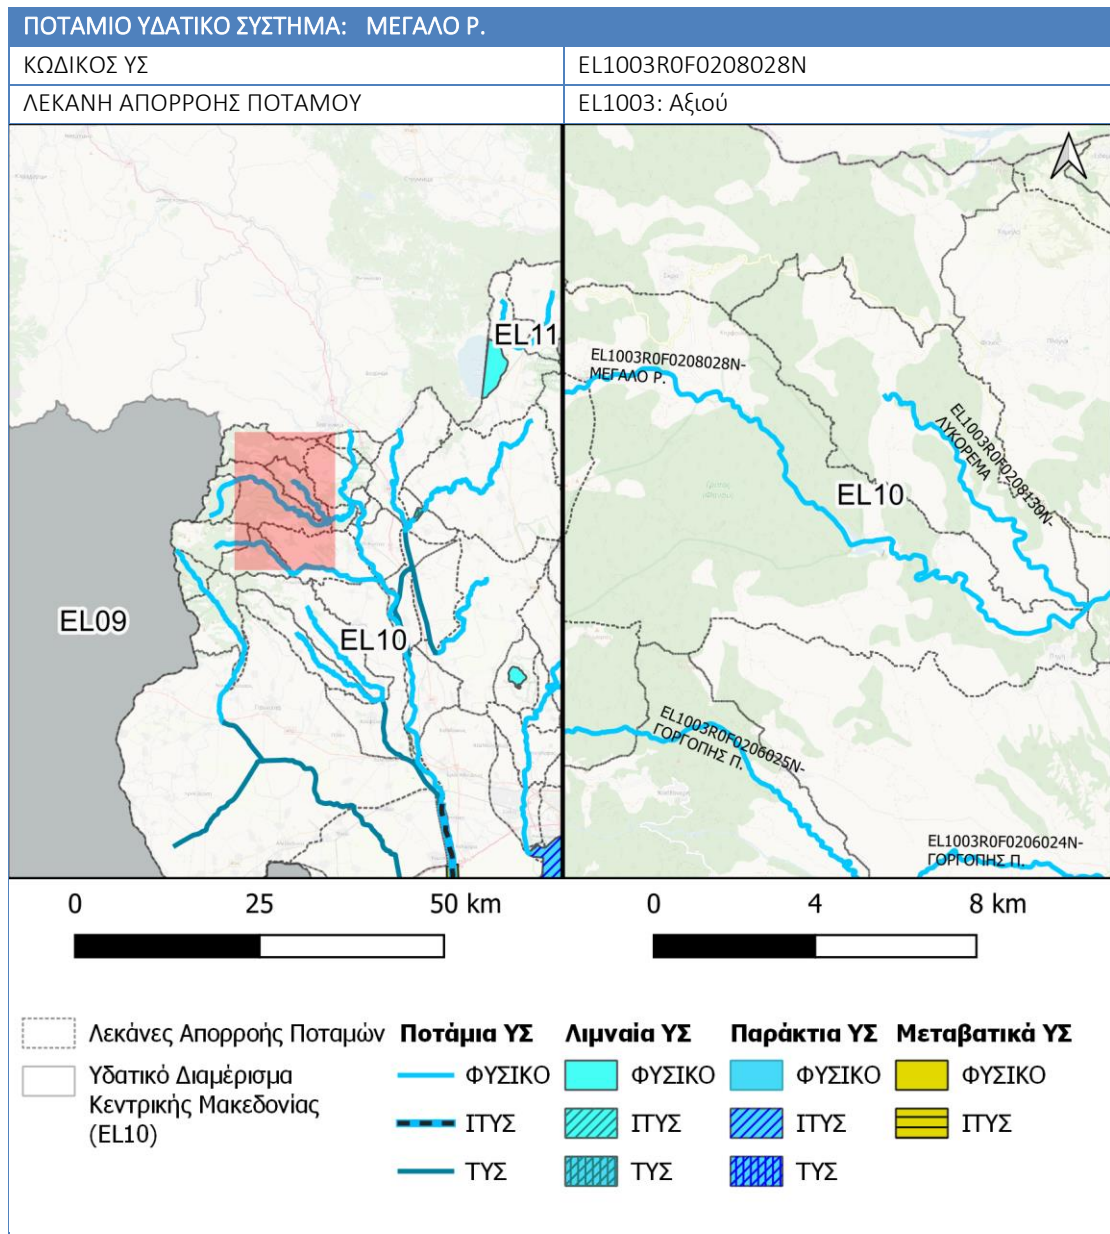 ΠΟΤΑΜΙΟ ΥΔΑΤΙΚΟ ΣΥΣΤΗΜΑ: ΜΕΓΑΛΟ Ρ.
ΚΩΔΙΚΟΣ ΥΣ EL1003R0F0208028N
ΛΕΚΑΝΗ ΑΠΟΡΡΟΗΣ ΠΟΤΑΜΟΥ EL1003: Αξιού
EL11
EL09
EL10
EL1003R0F0208028N-
ΜΕΓΑΛΟ Ρ.
EL1003R0F0208130N-
ΛΥΚΟΡΕΜΑ
EL10
EL1003R0F0206025N-
ΓΟΡΓΟΠΗΣ Π.
EL1003R0F0206024N-
ΓΟΡΓΟΠΗΣ Π.
0 25 50 km
0 4 8 km
Λεκάνες Απορροής Ποταμών
Υδατικό Διαμέρισμα
Κεντρικής Μακεδονίας
(EL10)
Ποτάμια ΥΣ
ΦΥΣΙΚΟ
ΙΤΥΣ
ΤΥΣ
Λιμναία ΥΣ
ΦΥΣΙΚΟ
ΙΤΥΣ
ΤΥΣ
Παράκτια ΥΣ
ΦΥΣΙΚΟ
ΙΤΥΣ
ΤΥΣ
Μεταβατικά ΥΣ
ΦΥΣΙΚΟ
ΙΤΥΣ